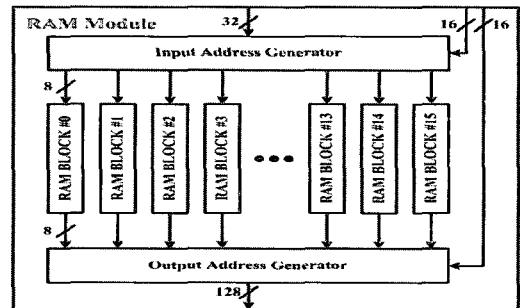 RAM Module
32
16
16
Input Address Generator
8
RAM BLOCK #0
RAM BLOCK #1
RAM BLOCK #2
RAM BLOCK #3
RAM BLOCK #13
RAM BLOCK #14
RAM BLOCK #15
8
Output Address Generator
128